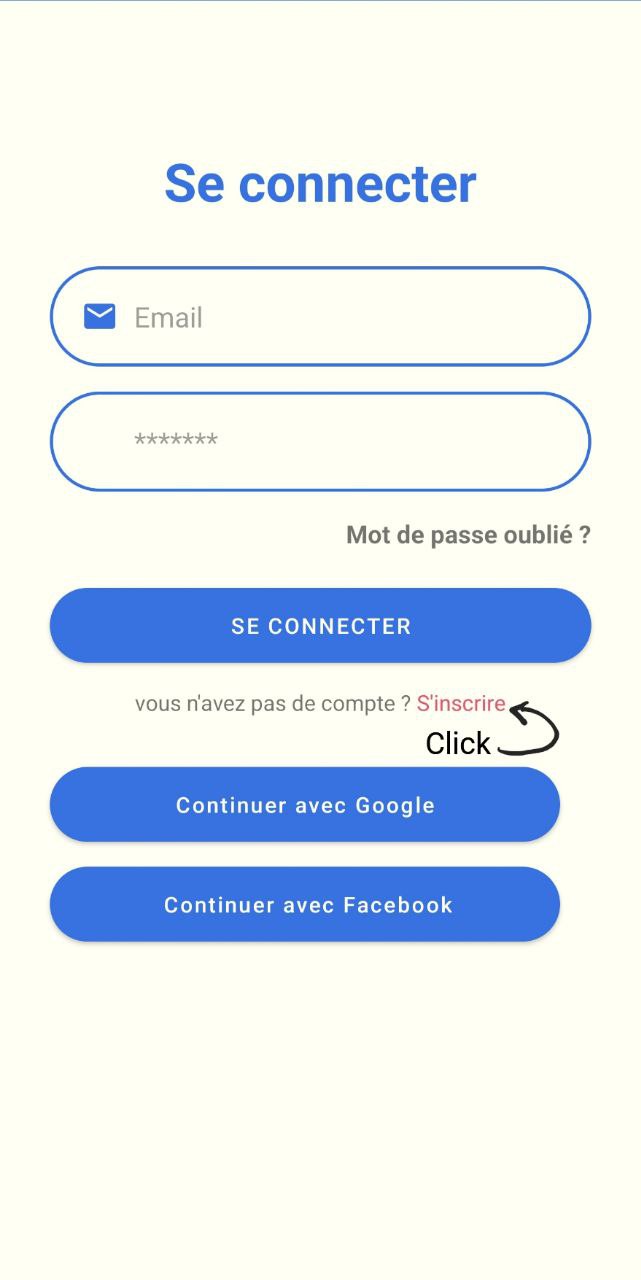 Se connecter
Email
*******
Mot de passe oublié ?
SE CONNECTER
vous n'avez pas de compte ? S'inscrire
Click
Continuer avec Google
Continuer avec Facebook